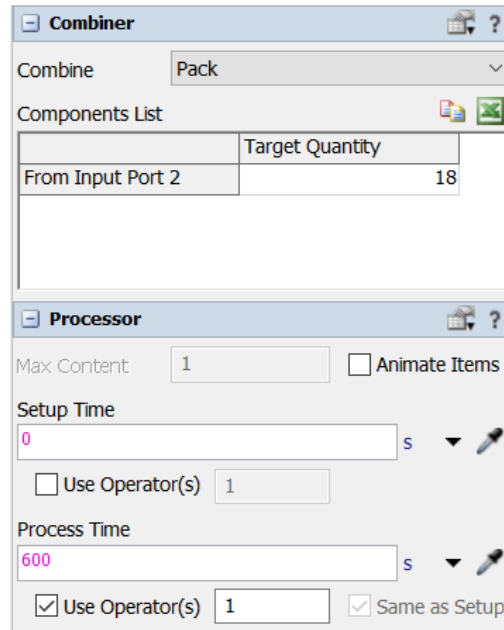 Combiner ?
Combine Pack
Components List
Target Quantity
From Input Port 2 18
Processor ?
Max Content 1 Animate Items
Setup Time
0 s
Use Operator(s) 1
Process Time
600 s
Use Operator(s) 1 Same as Setup